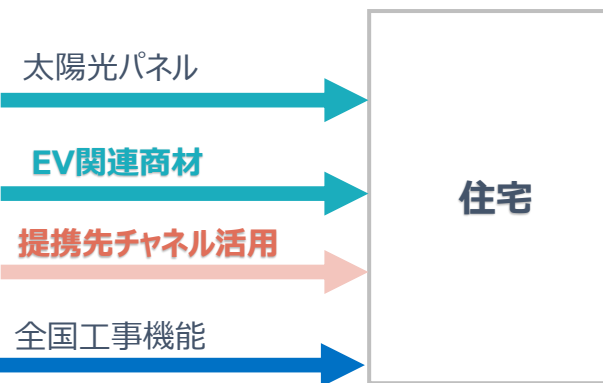 太陽光パネル
EV関連商材
住宅
提携先チャネル活用
全国工事機能